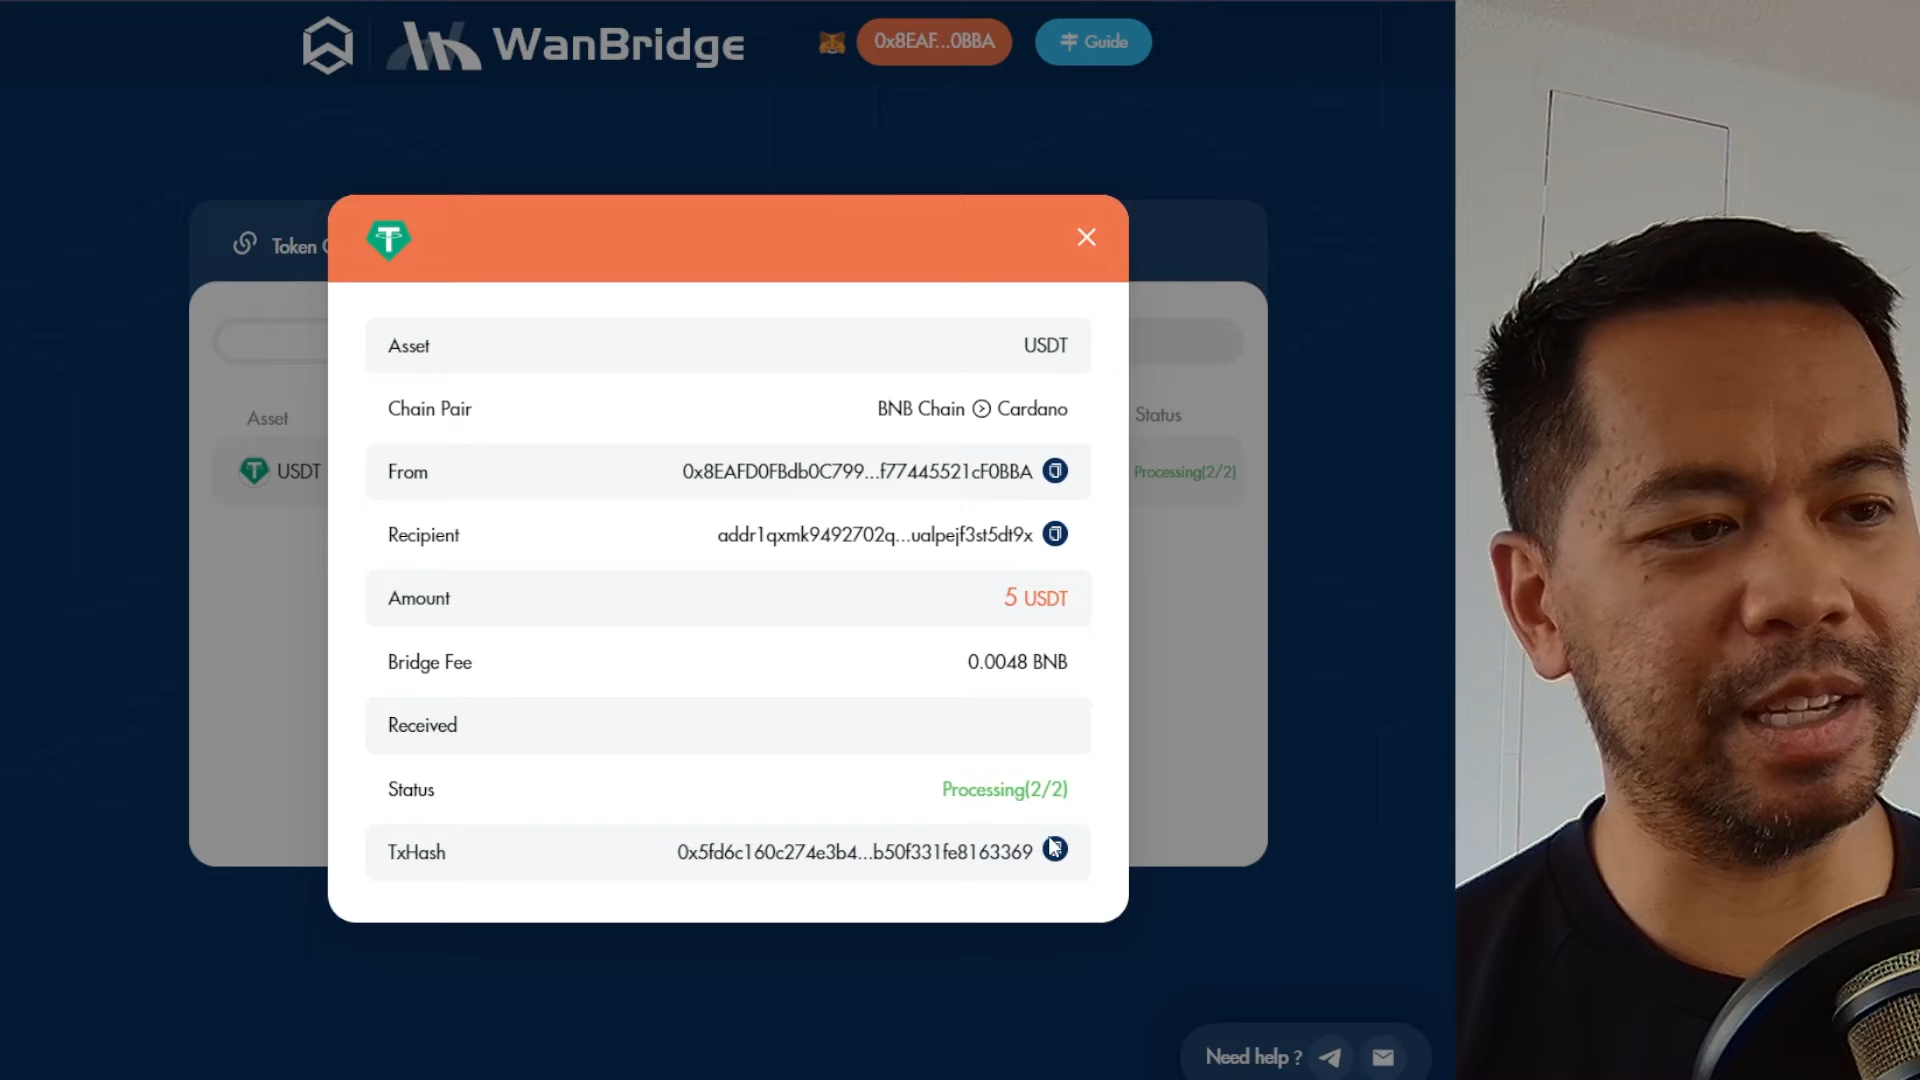 WanBridge
0x8EAF...0BBA
Guide
Token
Asset
USDT
Status
Processing(2/2)
Asset USDT
Chain Pair BNB Chain Cardano
From 0x8EAFD0FBdb0C799...f77445521cF0BBA
Recipient addr1qxmk9492702q...ualpejf3st5dt9x
Amount 5 USDT
Bridge Fee 0.0048 BNB
Received
Status Processing(2/2)
TxHash 0x5fd6c160c274e3b4...b50f331fe8163369
Need help ?